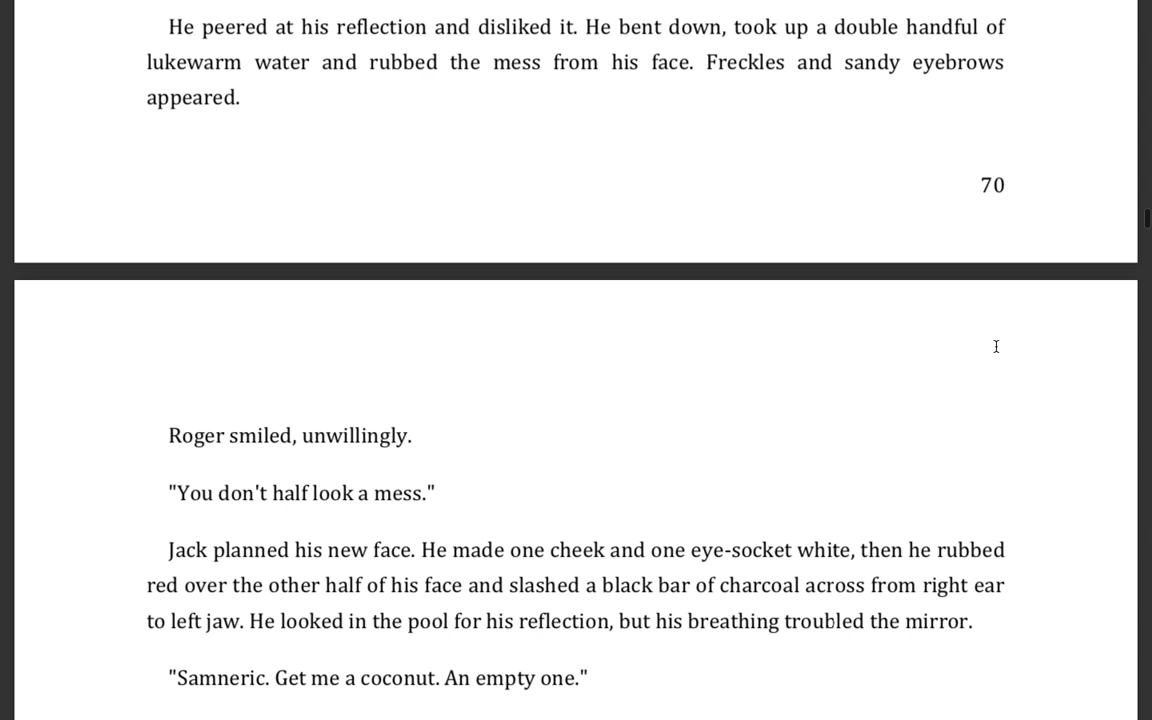 He peered at his reflection and disliked it. He bent down, took up a double handful of
lukewarm water and rubbed the mess from his face. Freckles and sandy eyebrows
appeared.
70
Roger smiled, unwillingly.
"You don't half look a mess."
Jack planned his new face. He made one cheek and one eye-socket white, then he rubbed
red over the other half of his face and slashed a black bar of charcoal across from right ear
to left jaw. He looked in the pool for his reflection, but his breathing troubled the mirror.
"Samneric. Get me a coconut. An empty one."